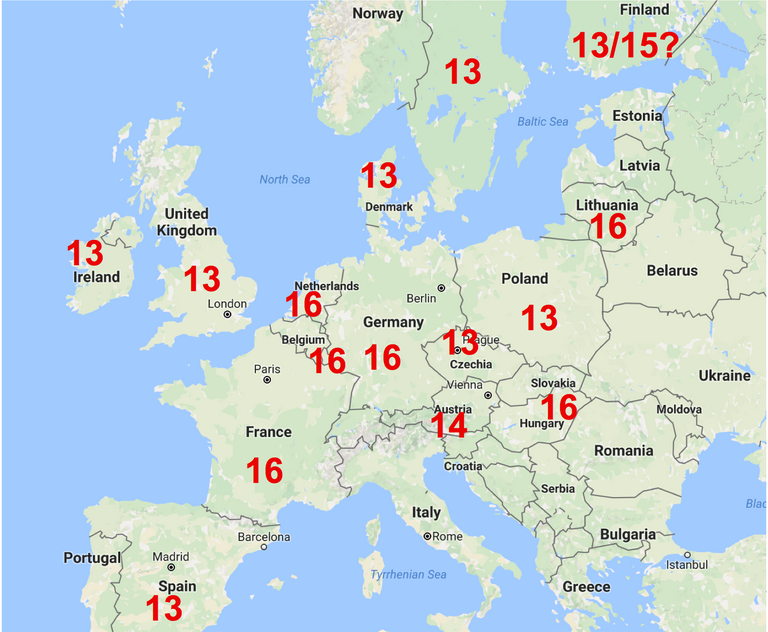 Norway
Finland
13/15?
13
Baltic Sea
Estonia
Latvia
North Sea
13
Denmark
Lithuania
16
United
Kingdom
13
Ireland
13
London
Netherlands
16
Berlin
Poland
13
Belarus
Germany
16
Belgium
16
13
Prague
Czechia
Paris
Vienna
Slovakia
16
Hungary
Ukraine
Moldova
Austria
14
France
16
Croatia
Romania
Serbia
Italy
Rome
Bulgaria
Barcelona
Portugal
Madrid
Spain
13
Tyrrhenian Sea
Greece
Istanbul
Blac